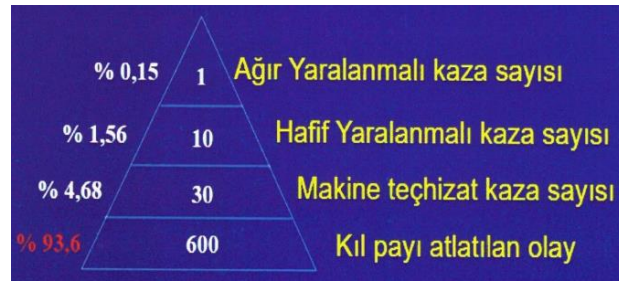 % 0,15 1 Ağır Yaralanmalı kaza sayısı
% 1,56 10 Hafif Yaralanmalı kaza sayısı
% 4,68 30 Makine teçhizat kaza sayısı
% 93,6 600 Kıl payı atlatılan olay